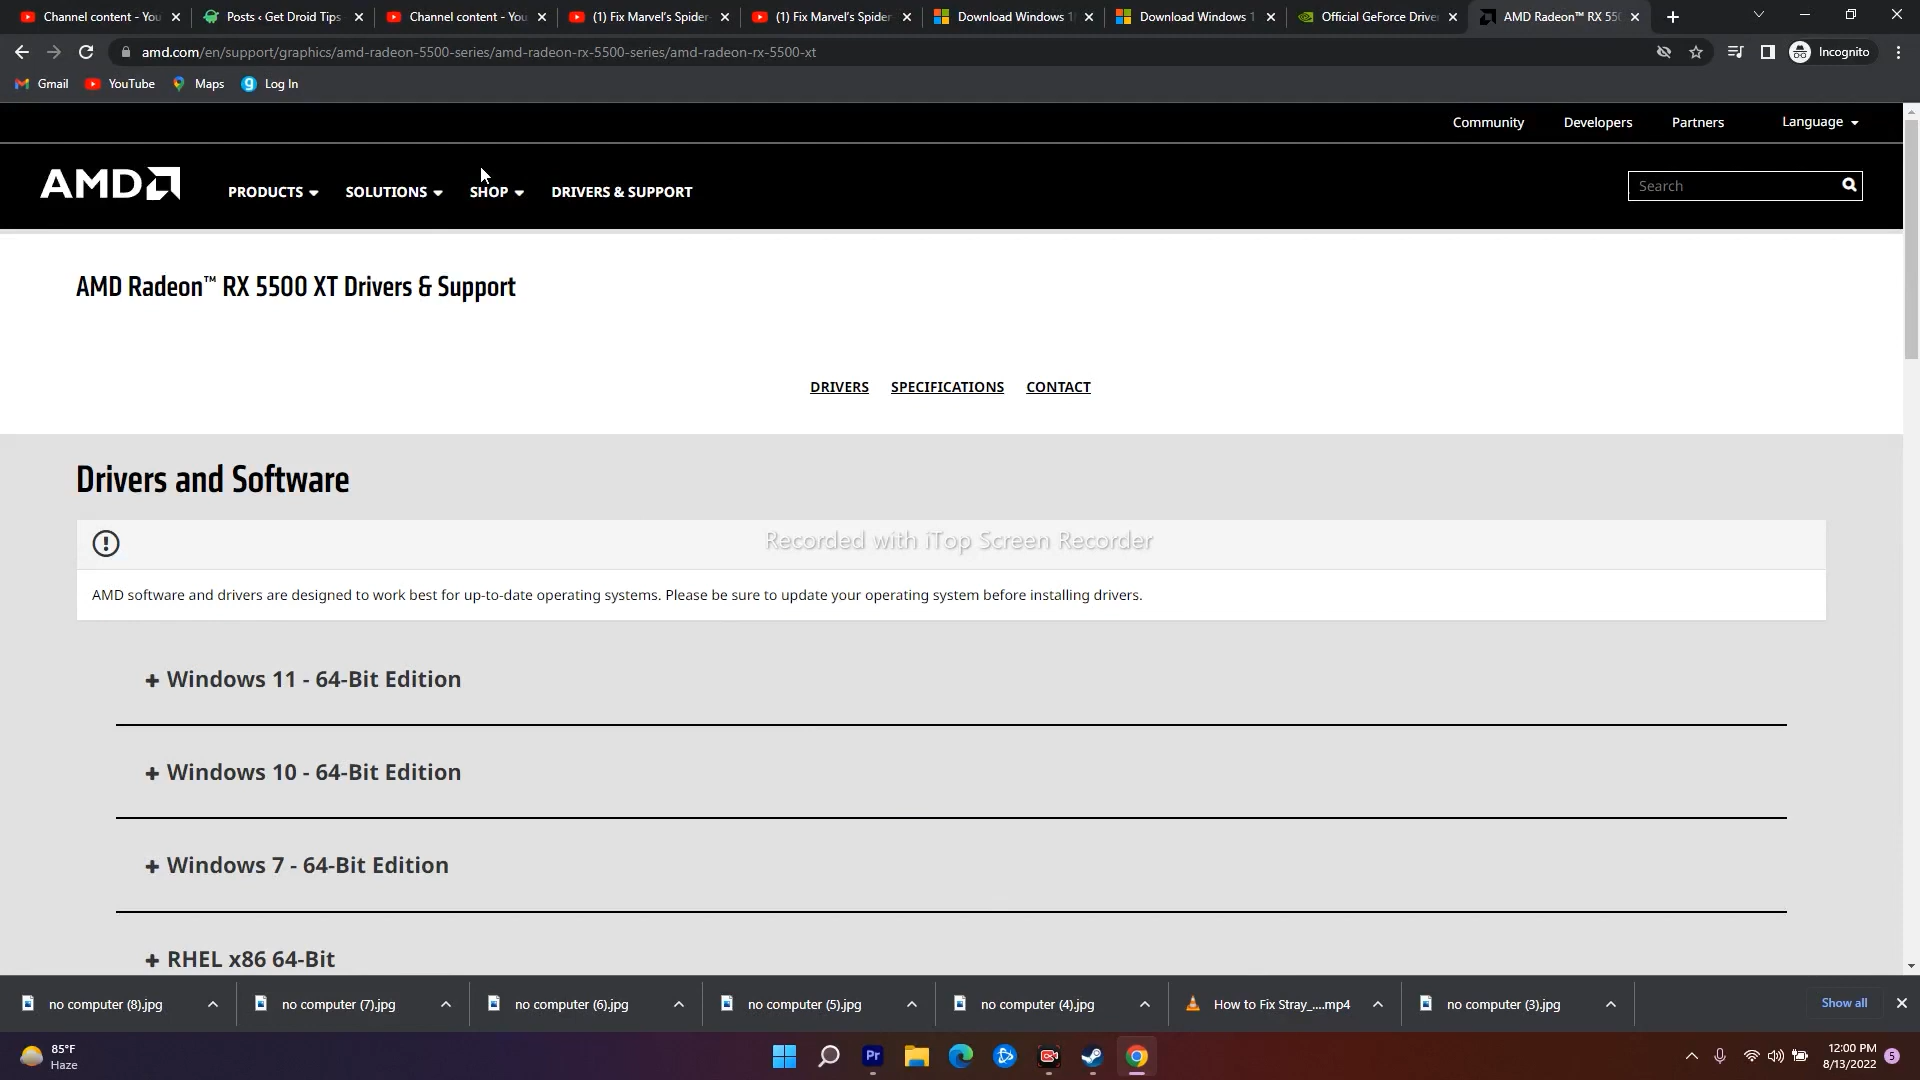 Channel content - You
Posts ‹ Get Droid Tips
Channel content - You
(1) Fix Marvel's Spider-
(1) Fix Marvel's Spider
Download Windows 1
Download Windows 1
Official GeForce Driver
AMD Radeon™ RX 550
amd.com/en/support/graphics/amd-radeon-5500-series/amd-radeon-rx-5500-series/amd-radeon-rx-5500-xt
Incognito
Gmail
YouTube
Maps
Log In
Community
Developers
Partners
Language
AMD
PRODUCTS
SOLUTIONS
SHOP
DRIVERS & SUPPORT
Search
AMD Radeon™ RX 5500 XT Drivers & Support
DRIVERS
SPECIFICATIONS
CONTACT
Drivers and Software
Recorded with iTop Screen Recorder
AMD software and drivers are designed to work best for up-to-date operating systems. Please be sure to update your operating system before installing drivers.
+ Windows 11 - 64-Bit Edition
+ Windows 10 - 64-Bit Edition
+ Windows 7 - 64-Bit Edition
+ RHEL x86 64-Bit
no computer (8).jpg
no computer (7).jpg
no computer (6).jpg
no computer (5).jpg
no computer (4).jpg
How to Fix Stray_....mp4
no computer (3).jpg
Show all
85°F
Haze
Pr
12:00 PM
8/13/2022
5